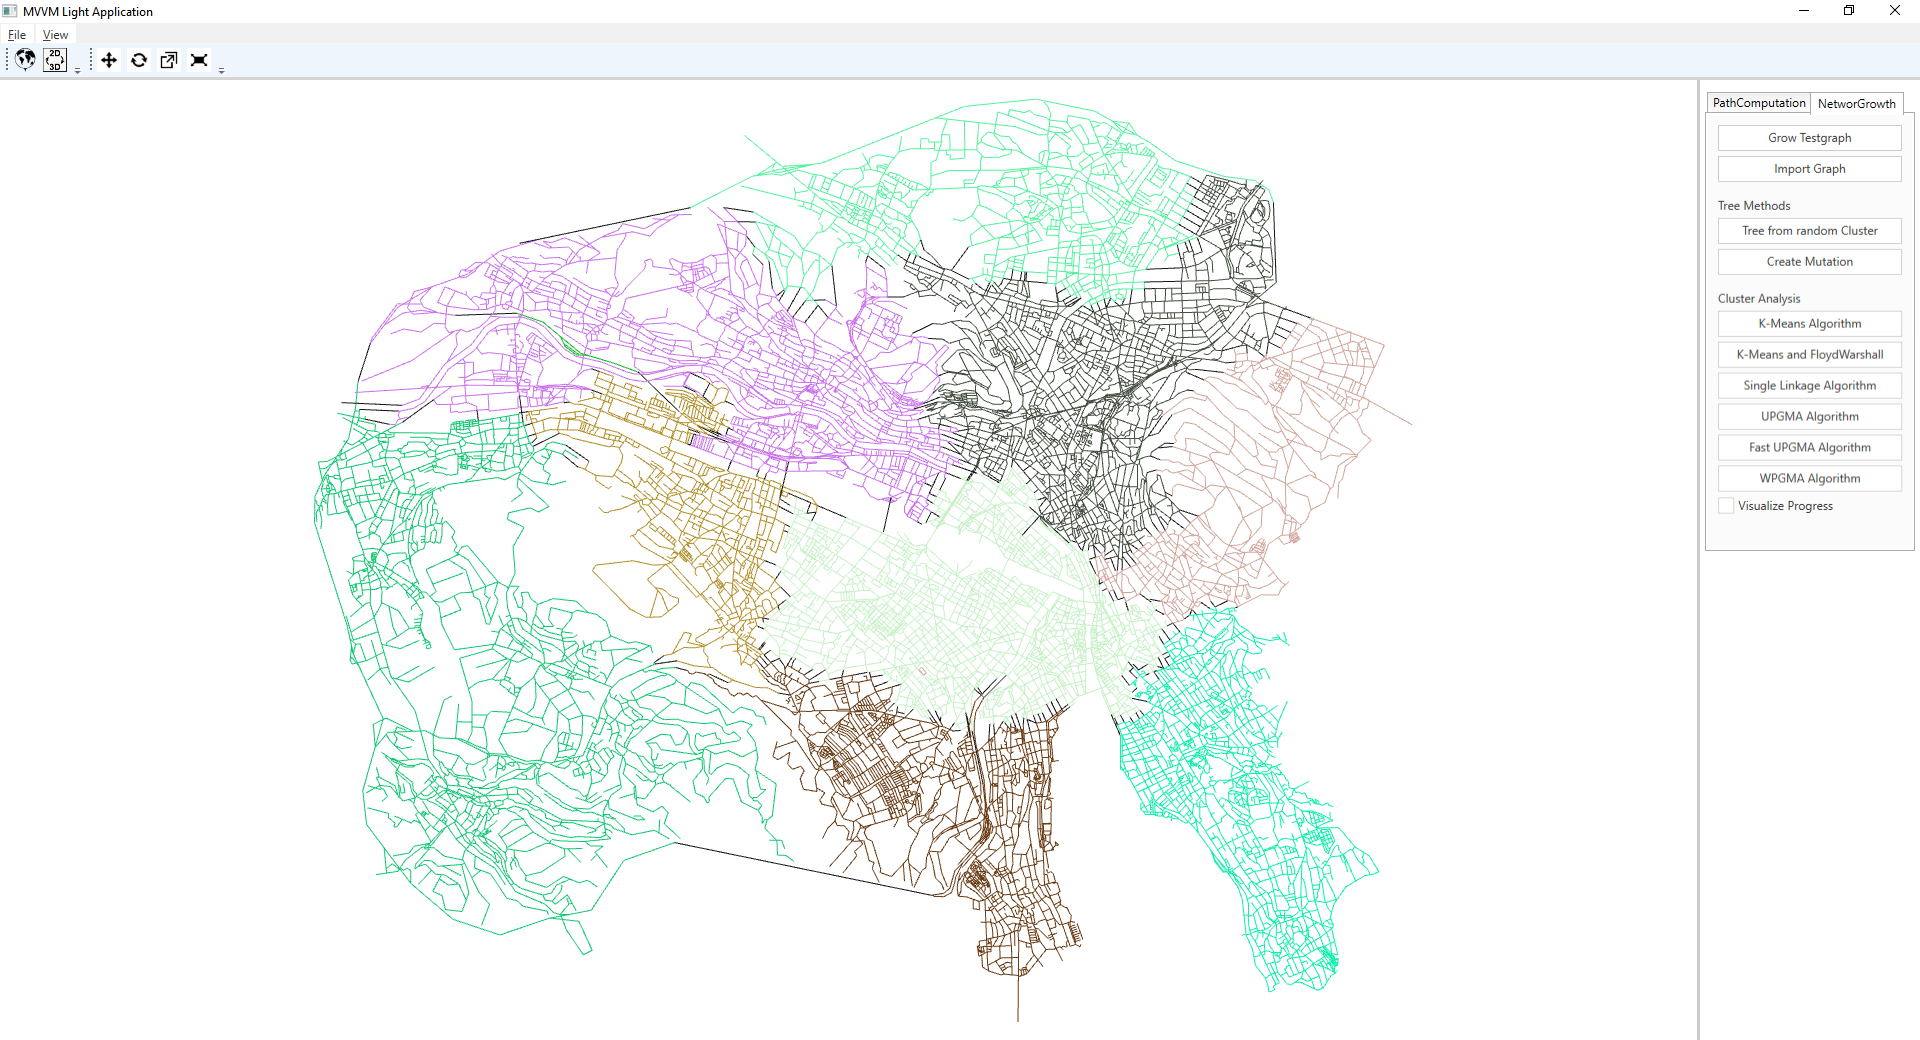 MVVM Light Application
File View
2D
3D
PathComputation NetworGrowth
Grow Testgraph
Import Graph
Tree Methods
Tree from random Cluster
Create Mutation
Cluster Analysis
K-Means Algorithm
K-Means and FloydWarshall
Single Linkage Algorithm
UPGMA Algorithm
Fast UPGMA Algorithm
WPGMA Algorithm
Visualize Progress